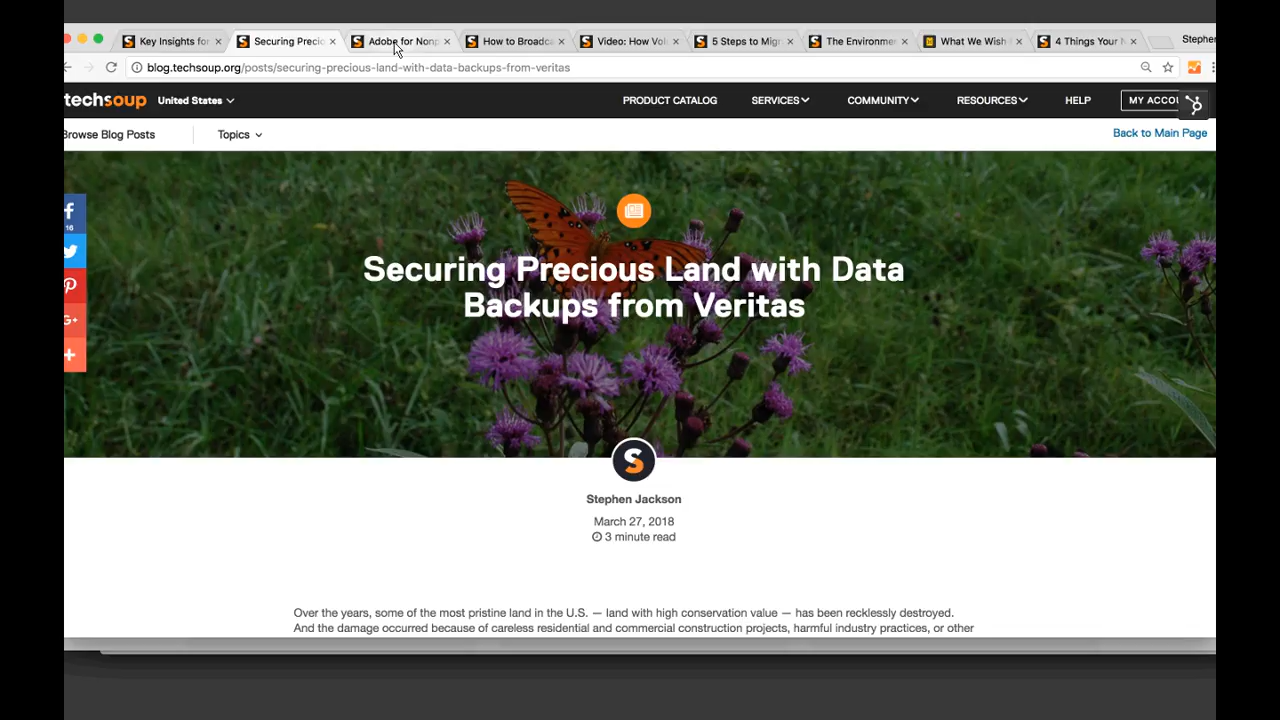 Key Insights for
Securing Precio
Adobe for Nonp
How to Broadca
Video: How Vol
5 Steps to Migr
The Environmen
What We Wish
4 Things Your N
Stephen
blog.techsoup.org/posts/securing-precious-land-with-data-backups-from-veritas
techsoup
United States
PRODUCT CATALOG
SERVICES
COMMUNITY
RESOURCES
HELP
MY ACCOU
Browse Blog Posts
Topics
Back to Main Page
f
16
G+
Securing Precious Land with Data
Backups from Veritas
Stephen Jackson
March 27, 2018
3 minute read
Over the years, some of the most pristine land in the U.S. — land with high conservation value — has been recklessly destroyed.
And the damage occurred because of careless residential and commercial construction projects, harmful industry practices, or other